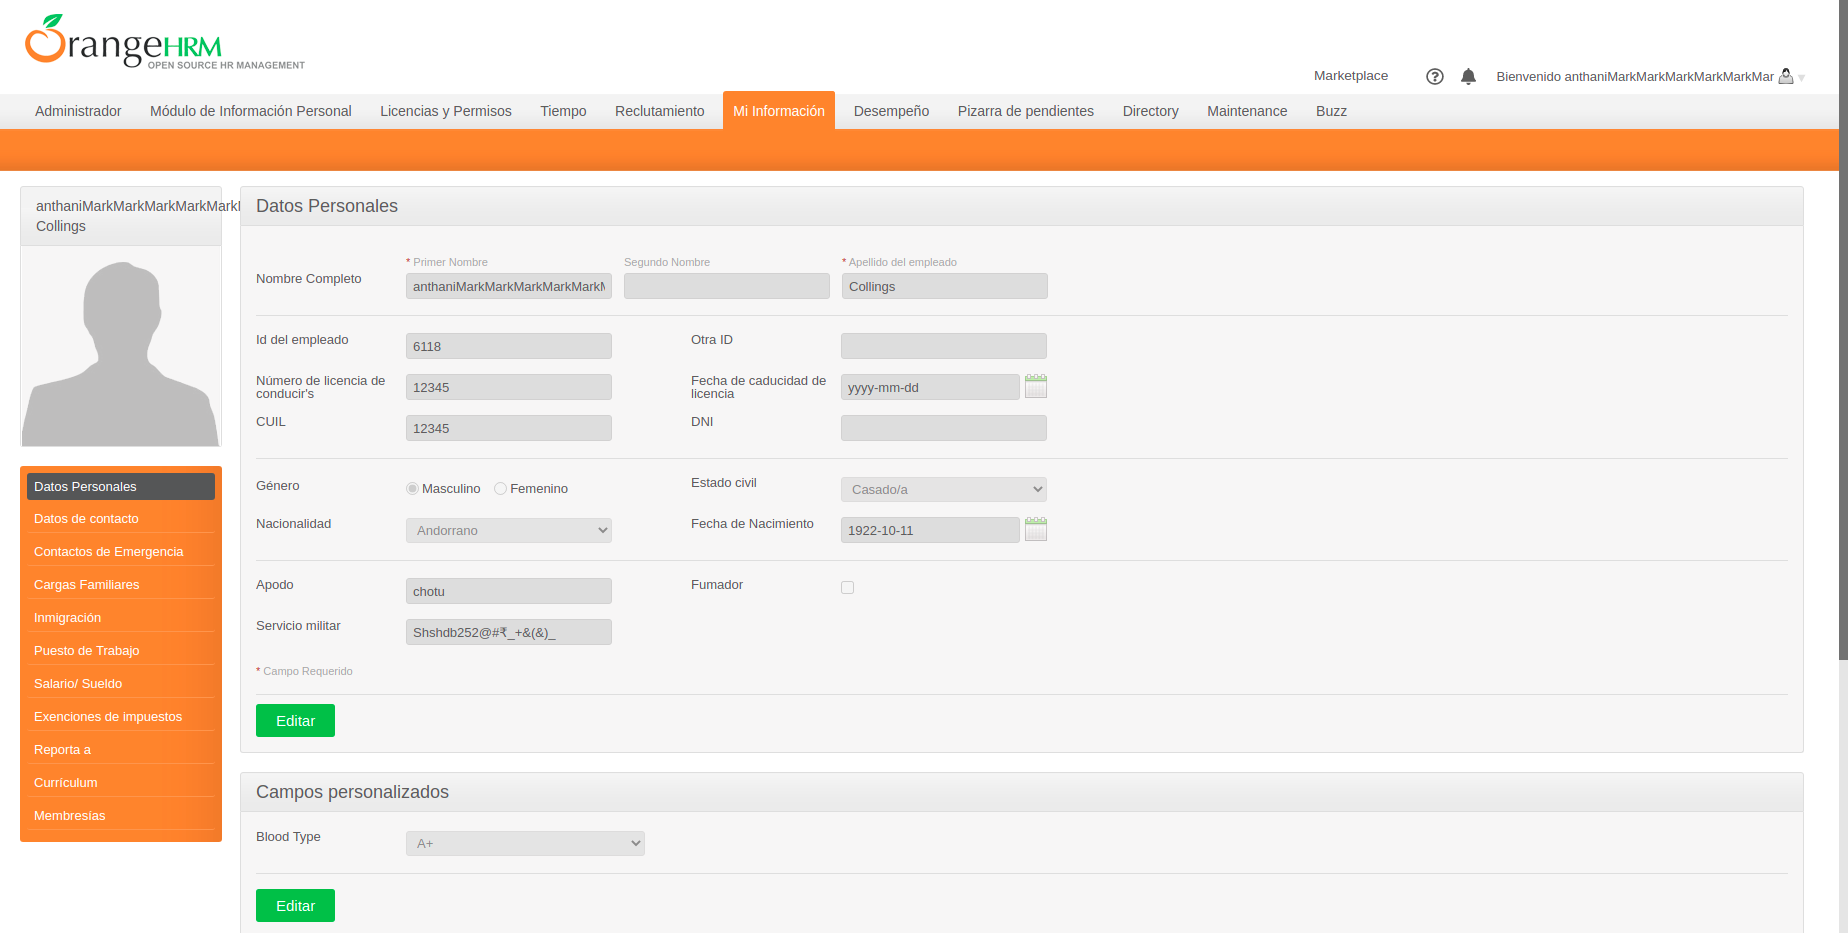 OrangeHRM
OPEN SOURCE HR MANAGEMENT
Marketplace
Bienvenido anthaniMarkMarkMarkMarkMarkMar
Administrador Módulo de Información Personal Licencias y Permisos Tiempo Reclutamiento Mi Información Desempeño Pizarra de pendientes Directory Maintenance Buzz
anthaniMarkMarkMarkMarkMark
Collings
Datos Personales
Datos de contacto
Contactos de Emergencia
Cargas Familiares
Inmigración
Puesto de Trabajo
Salario/ Sueldo
Exenciones de impuestos
Reporta a
Currículum
Membresías
Datos Personales
* Primer Nombre Segundo Nombre * Apellido del empleado
Nombre Completo anthaniMarkMarkMarkMarkMark Collings
Id del empleado 6118 Otra ID
Número de licencia de
conducir's 12345
Fecha de caducidad de
licencia yyyy-mm-dd
CUIL 12345 DNI
Género Masculino Femenino Estado civil Casado/a
Nacionalidad Andorrano Fecha de Nacimiento 1922-10-11
Apodo chotu Fumador
Servicio militar Shshdb252@#₹_+&(&)_
* Campo Requerido
Editar
Campos personalizados
Blood Type A+
Editar